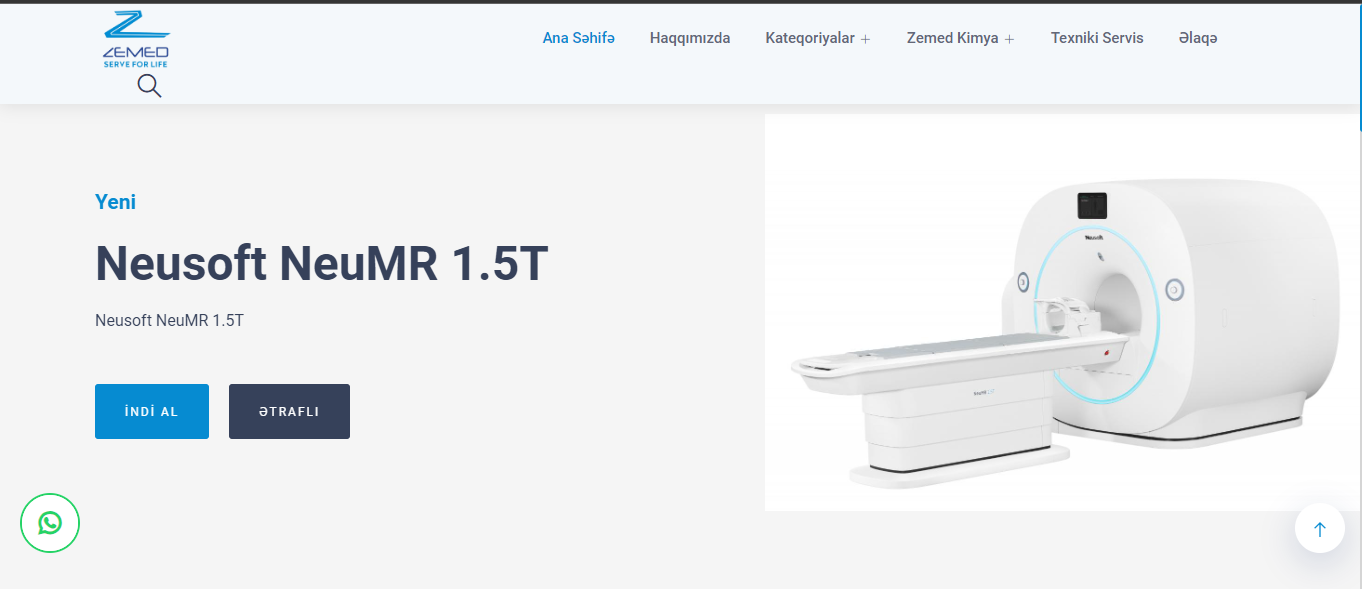 ZEMED
SERVE FOR LIFE
Ana Səhifə
Haqqımızda
Kateqoriyalar +
Zemed Kimya +
Texniki Servis
Əlaqə
Yeni
Neusoft NeuMR 1.5T
Neusoft NeuMR 1.5T
İNDİ AL
ƏTRAFLI
Neusoft